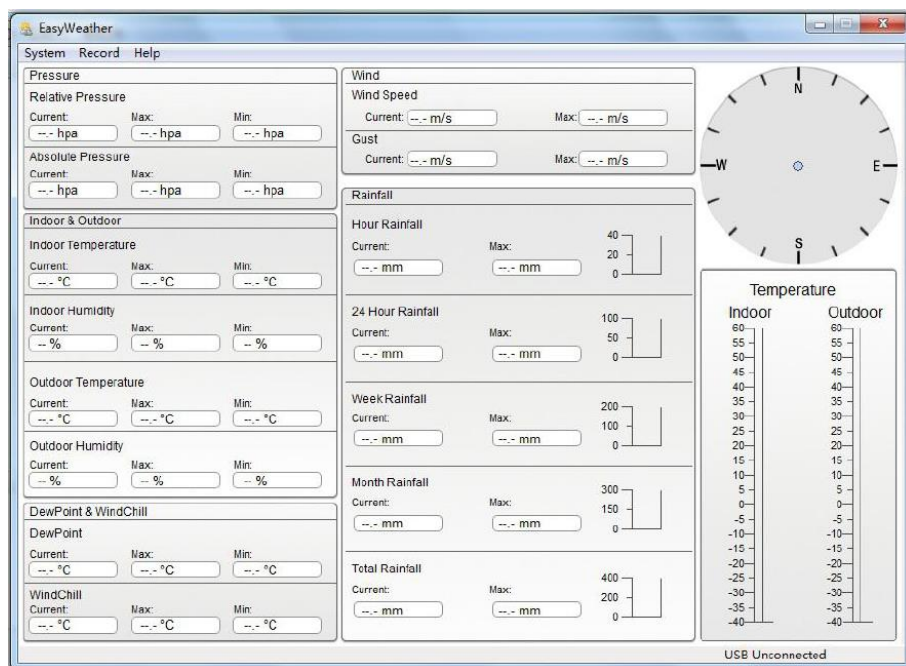 EasyWeather
System Record Help
Pressure
Relative Pressure
Current: Max: Min:
--.- hpa --.- hpa --.- hpa
Absolute Pressure
Current: Max: Min:
--.- hpa --.- hpa --.- hpa
Indoor & Outdoor
Indoor Temperature
Current: Max: Min:
--.- °C --.- °C --.- °C
Indoor Humidity
Current: Max: Min:
-- % -- % -- %
Outdoor Temperature
Current: Max: Min:
--.- °C --.- °C --.- °C
Outdoor Humidity
Current: Max: Min:
-- % -- % -- %
DewPoint & WindChill
DewPoint
Current: Max: Min:
--.- °C --.- °C --.- °C
WindChill
Current: Max: Min:
--.- °C --.- °C --.- °C
Wind
Wind Speed
Current: --.- m/s Max: --.- m/s
Gust
Current: --.- m/s Max: --.- m/s
Rainfall
Hour Rainfall
Current: Max:
--.- mm --.- mm
40
20
0
24 Hour Rainfall
Current: Max:
--.- mm --.- mm
100
50
0
Week Rainfall
Current: Max:
--.- mm --.- mm
200
100
0
Month Rainfall
Current: Max:
--.- mm --.- mm
300
150
0
Total Rainfall
Current: Max:
--.- mm --.- mm
400
200
0
N
W E
S
Temperature
Indoor Outdoor
60 60
55 55
50 50
45 45
40 40
35 35
30 30
25 25
20 20
15 15
10 10
5 5
0 0
-5 -5
-10 -10
-15 -15
-20 -20
-25 -25
-30 -30
-35 -35
-40 -40
USB Unconnected